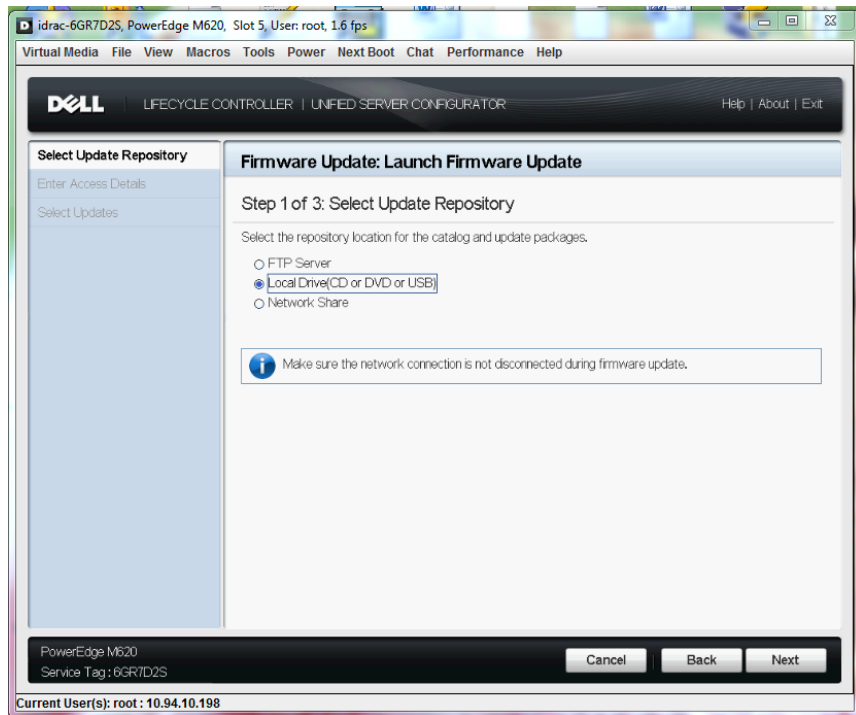 idrac-6GR7D2S, PowerEdge M620, Slot 5, User: root, 1.6 fps
Virtual Media File View Macros Tools Power Next Boot Chat Performance Help
DELL LIFECYCLE CONTROLLER | UNIFIED SERVER CONFIGURATOR Help | About | Exit
Select Update Repository
Enter Access Details
Select Updates
Firmware Update: Launch Firmware Update
Step 1 of 3: Select Update Repository
Select the repository location for the catalog and update packages.
FTP Server
Local Drive(CD or DVD or USB)
Network Share
Make sure the network connection is not disconnected during firmware update.
PowerEdge M620
Service Tag : 6GR7D2S
Cancel Back Next
Current User(s): root : 10.94.10.198